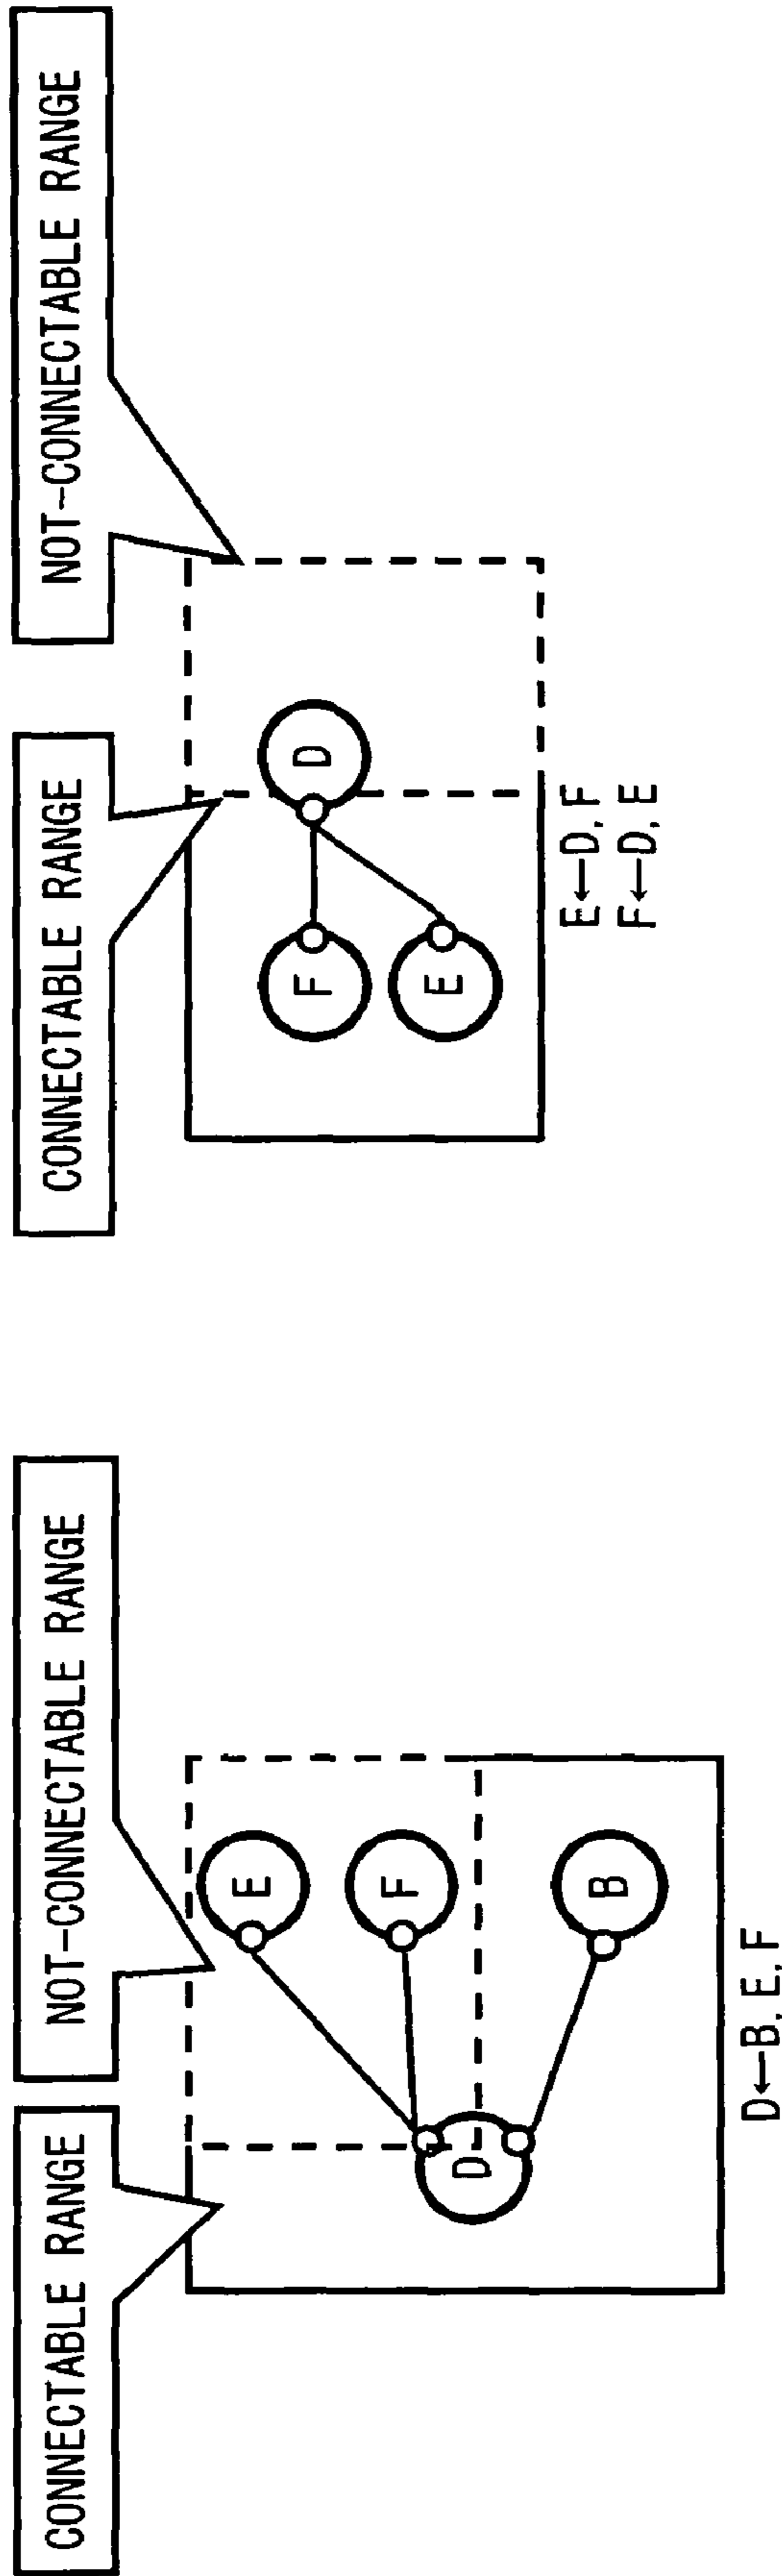 CONNECTABLE RANGE
NOT-CONNECTABLE RANGE
E
F
D
B
D←B, E, F
CONNECTABLE RANGE
NOT-CONNECTABLE RANGE
F
D
E
E←D, F
F←D, E